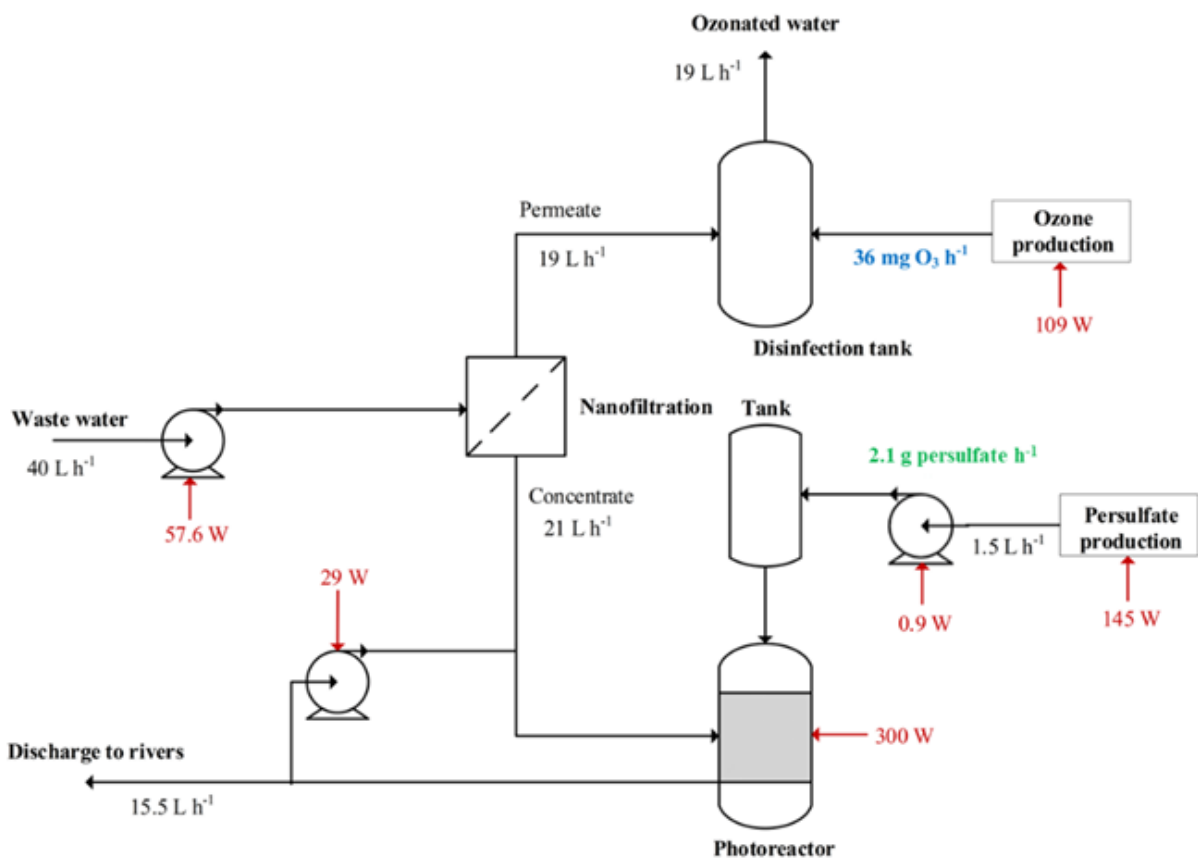 Ozonated water
19 L h⁻¹
Permeate
19 L h⁻¹
36 mg O₃ h⁻¹
Ozone
production
109 W
Disinfection tank
Waste water
40 L h⁻¹
57.6 W
Nanofiltration
Tank
2.1 g persulfate h⁻¹
Concentrate
21 L h⁻¹
1.5 L h⁻¹
Persulfate
production
0.9 W
145 W
29 W
300 W
Discharge to rivers
15.5 L h⁻¹
Photoreactor